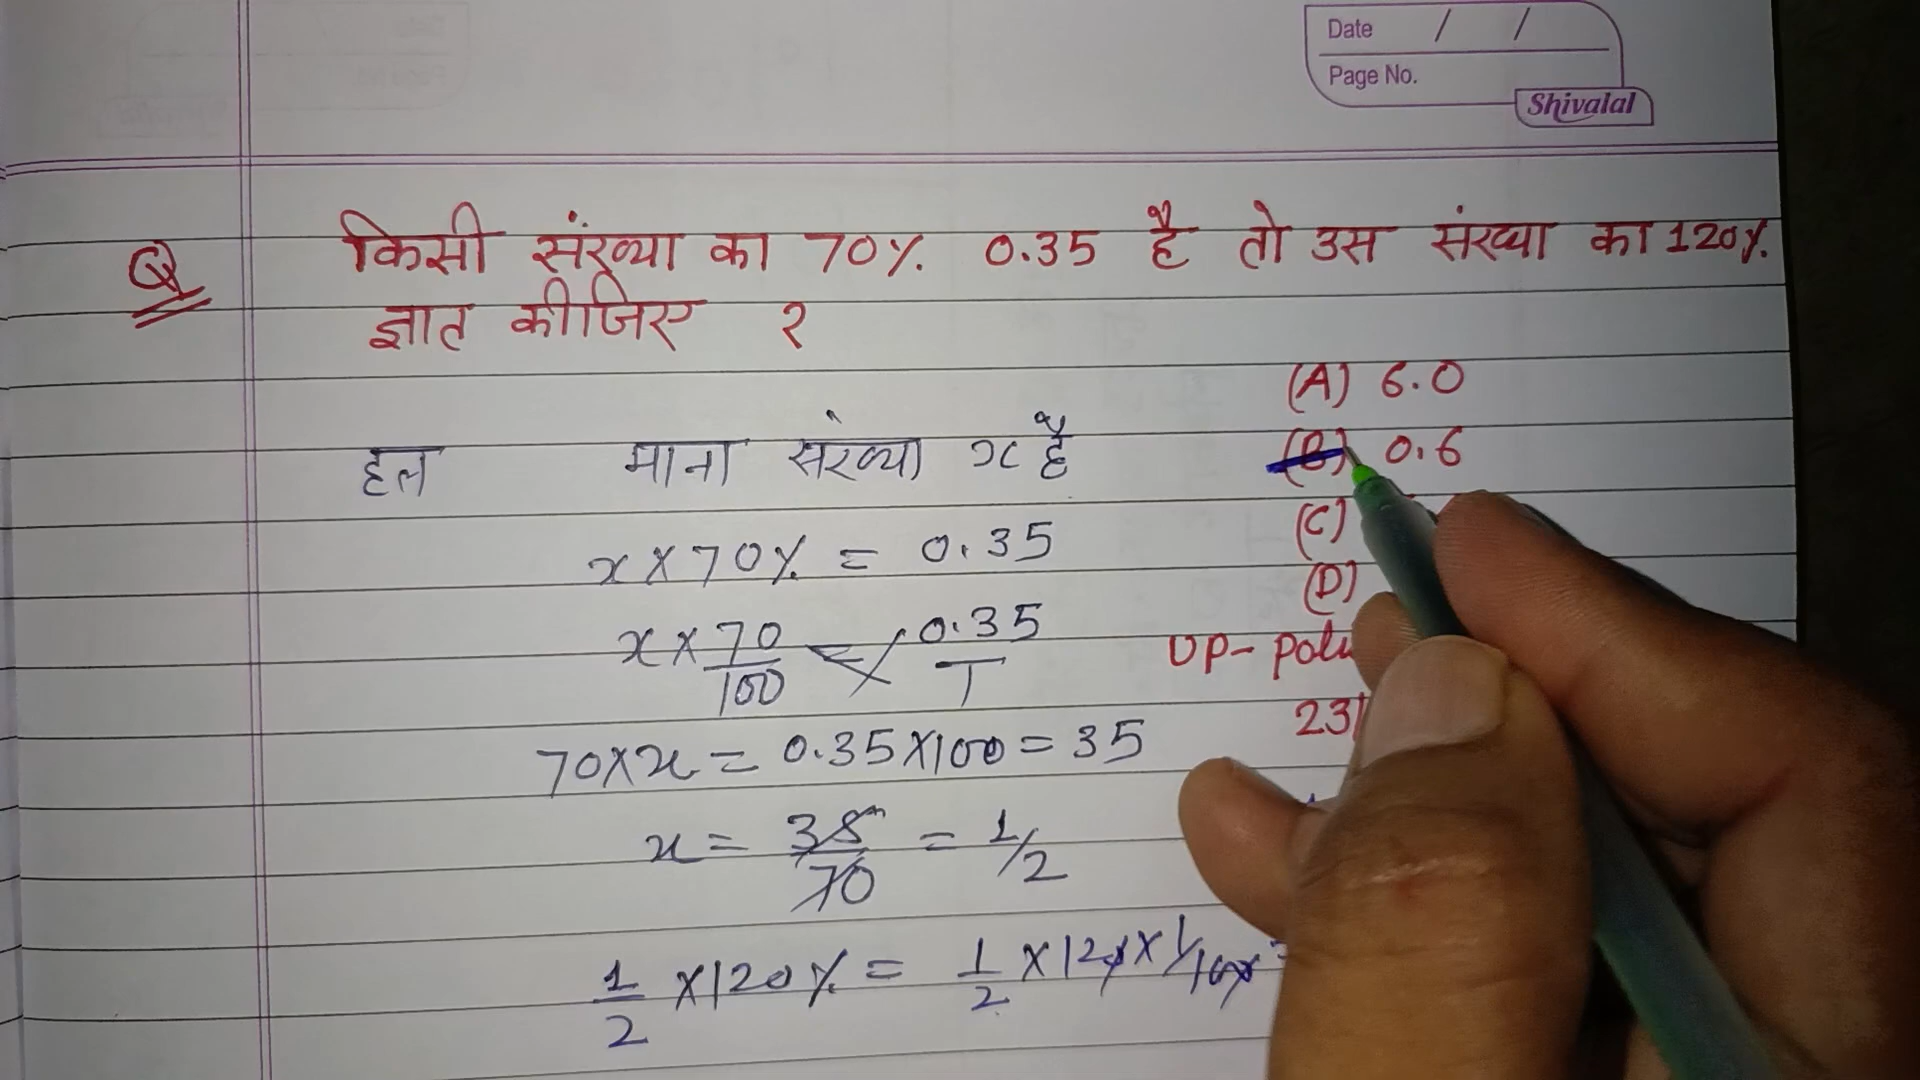 Date / /
Page No.
Shivalal
Q किसी संख्या का 70% 0.35 है तो उस संख्या का 120%
ज्ञात कीजिए ?
(A) 6.0
(B) 0.6
(C)
(D)
UP-
23
हल माना संख्या x है
x × 70% = 0.35
x × 70/100 = 0.35/1
70 × x = 0.35 × 100 = 35
x = 35/70 = 1/2
1/2 × 120% = 1/2 × 120 × 1/100 =